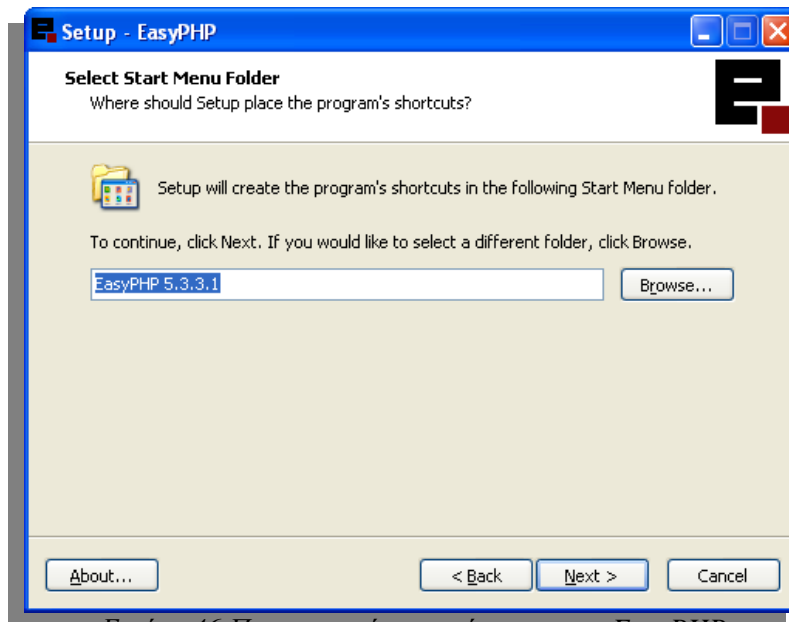 Setup - EasyPHP
Select Start Menu Folder
Where should Setup place the program's shortcuts?
Setup will create the program's shortcuts in the following Start Menu folder.
To continue, click Next. If you would like to select a different folder, click Browse.
EasyPHP 5.3.3.1
Browse...
About...
< Back
Next >
Cancel